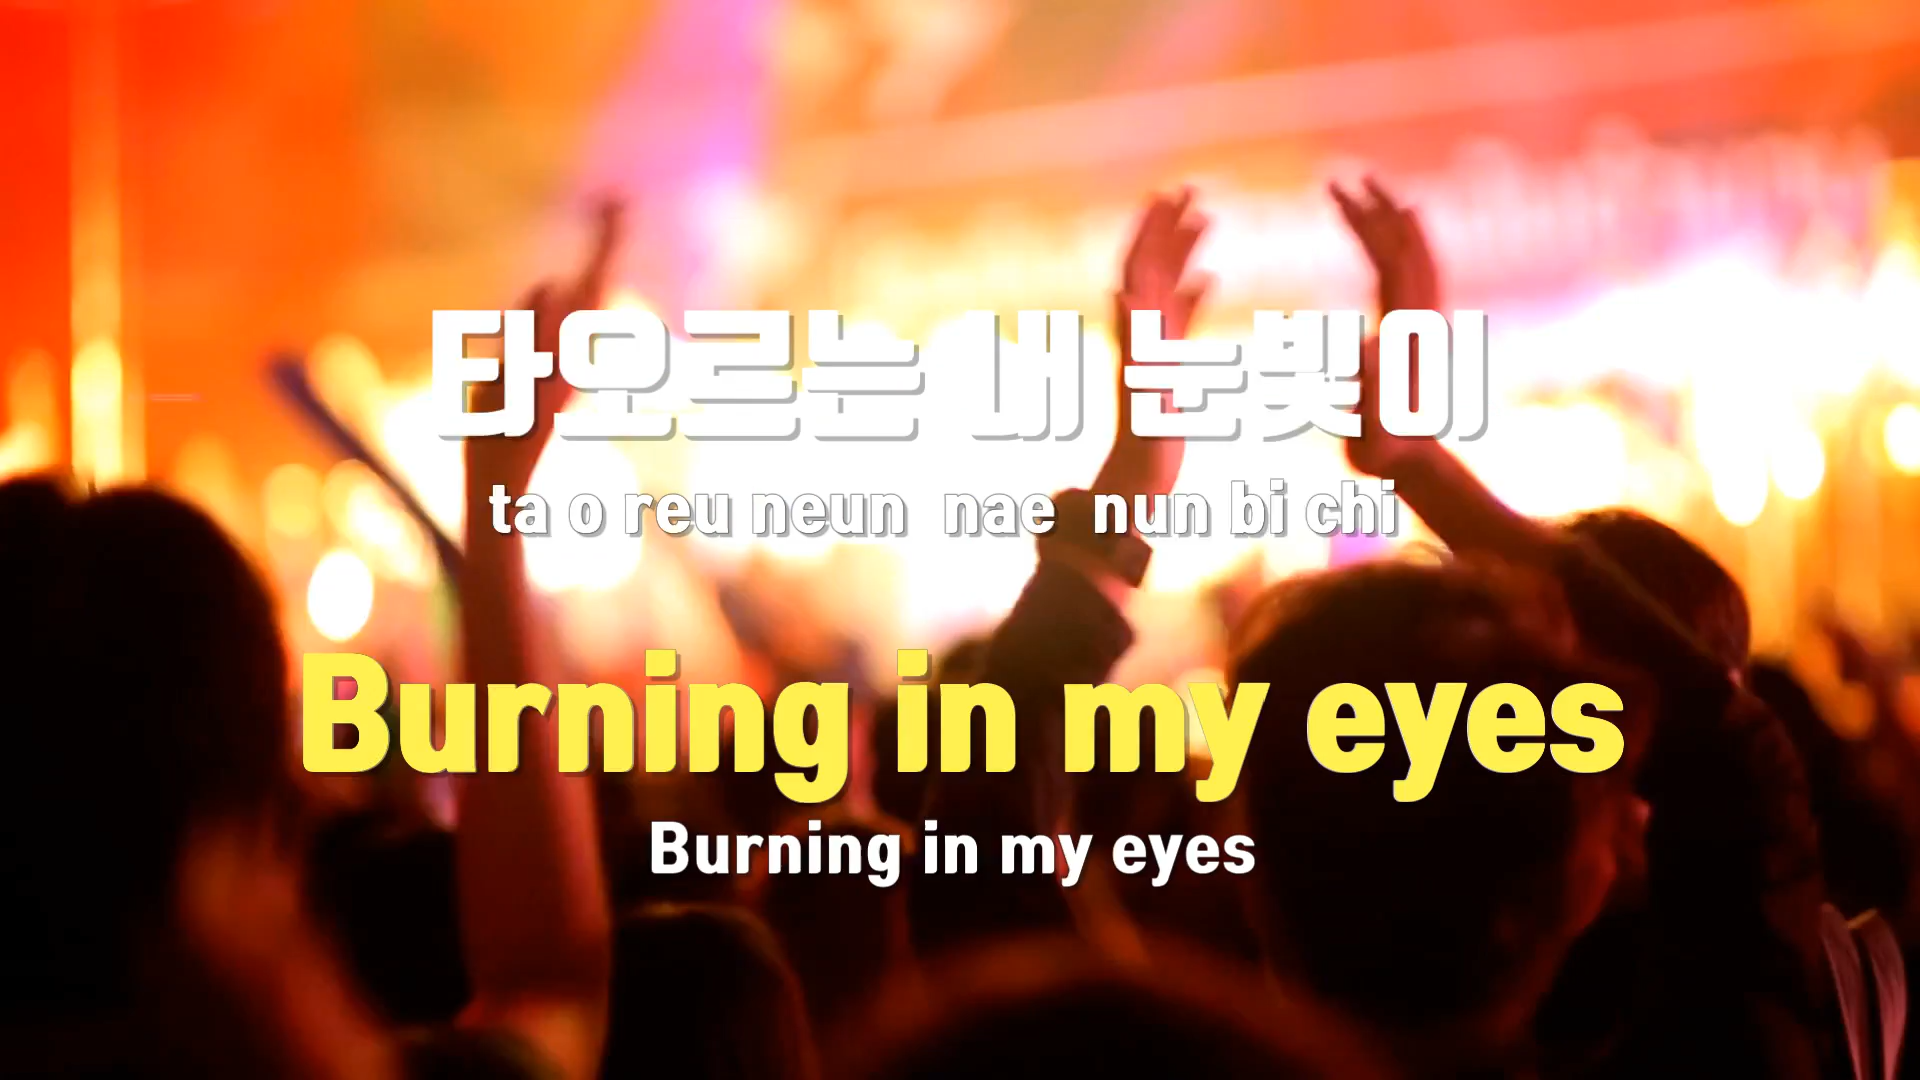 타오르는 내 눈빛이
ta o reu neun nae nun bi chi
Burning in my eyes
Burning in my eyes